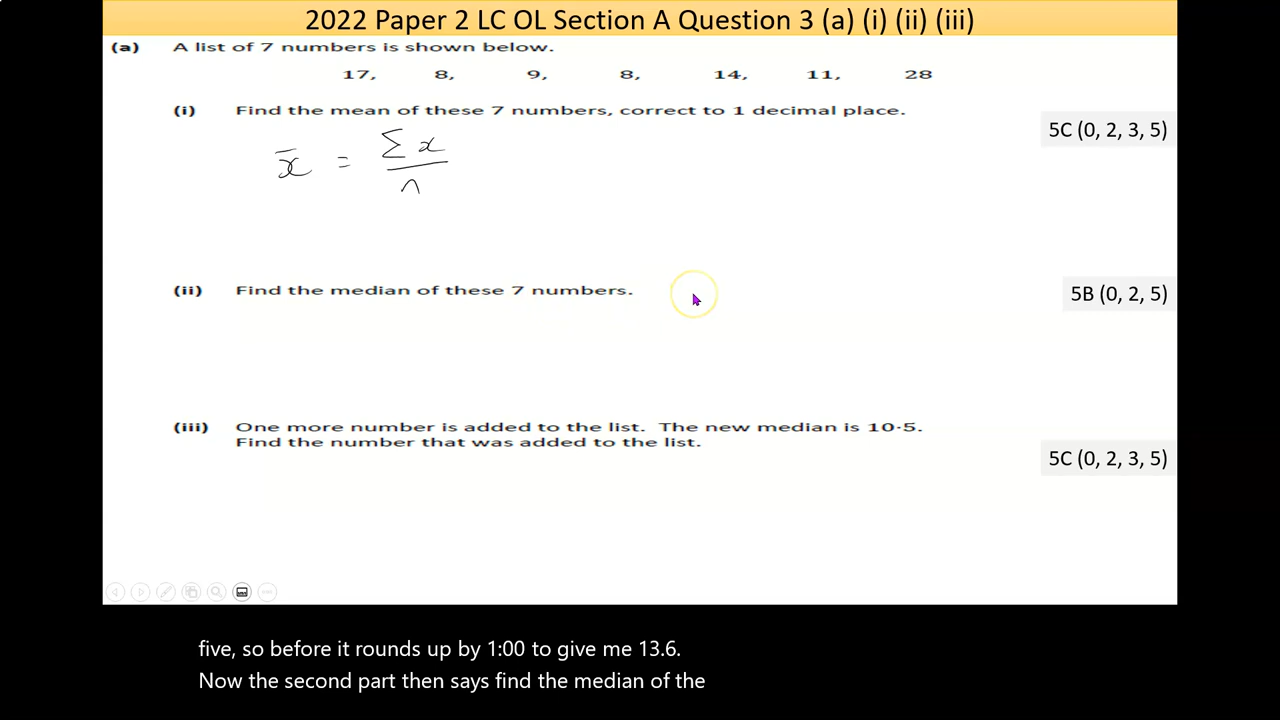 2022 Paper 2 LC OL Section A Question 3 (a) (i) (ii) (iii)
(a) A list of 7 numbers is shown below.
17, 8, 9, 8, 14, 11, 28
(i) Find the mean of these 7 numbers, correct to 1 decimal place.
5C (0, 2, 3, 5)
x̄ = ∑ x / n
(ii) Find the median of these 7 numbers.
5B (0, 2, 5)
(iii) One more number is added to the list. The new median is 10·5.
Find the number that was added to the list.
5C (0, 2, 3, 5)
five, so before it rounds up by 1:00 to give me 13.6.
Now the second part then says find the median of the